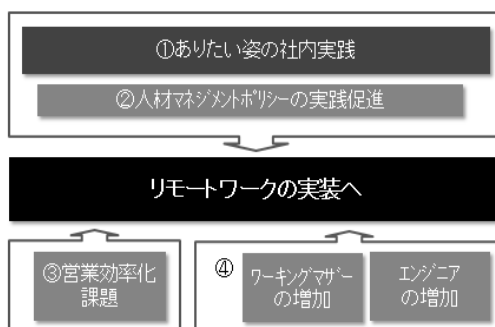 ①ありたい姿の社内実践
②人材ﾏﾈｼﾞﾒﾝﾄﾎﾟﾘｼｰの実践促進
リモートワークの実装へ
③営業効率化
課題
④
ﾜｰｷﾝｸﾞﾏｻﾞｰ
の増加
ｴﾝｼﾞﾆｱ
の増加